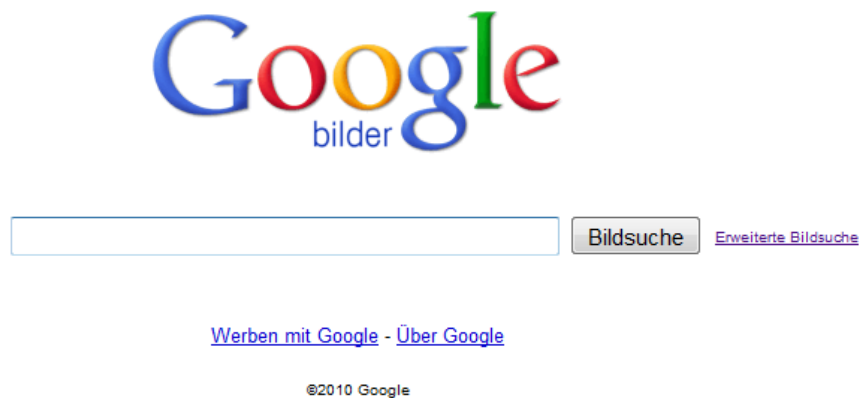 Google
bilder
Bildsuche Erweiterte Bildsuche
Werben mit Google - Über Google
©2010 Google